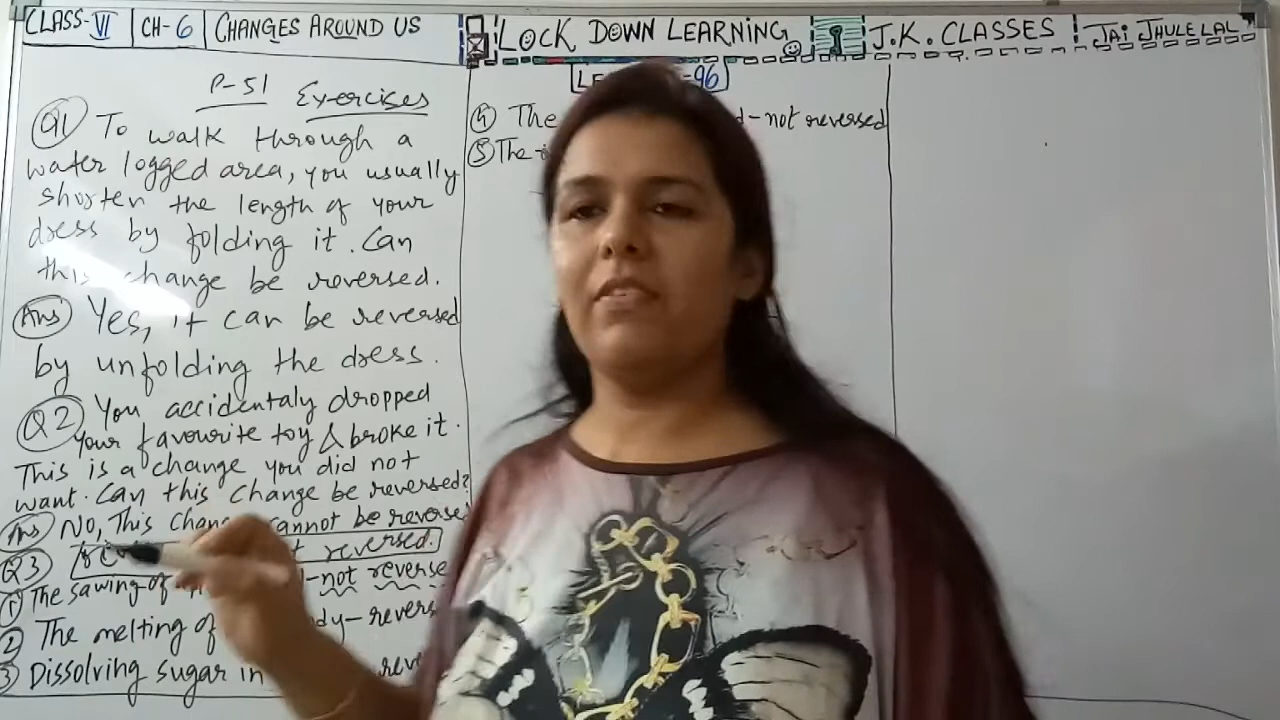 CLASS-VI CH-6 CHANGES AROUND US
LOCK DOWN LEARNING J.K. CLASSES JAI JHULE LAL
P-51 Exercises
Q1 To walk through a
water logged area, you usually
shorten the length of your
dress by folding it. Can
this change be reversed.
Ans Yes, it can be reversed
by unfolding the dress.
Q2 You accidentaly dropped
your favourite toy & broke it.
This is a change you did not
want. Can this change be reversed?
Ans No, This cannot be
Q3 reversed.
① The sawing of -not
② The melting of
③ Dissolving sugar in
-96
④ The -not reversed
⑤ The